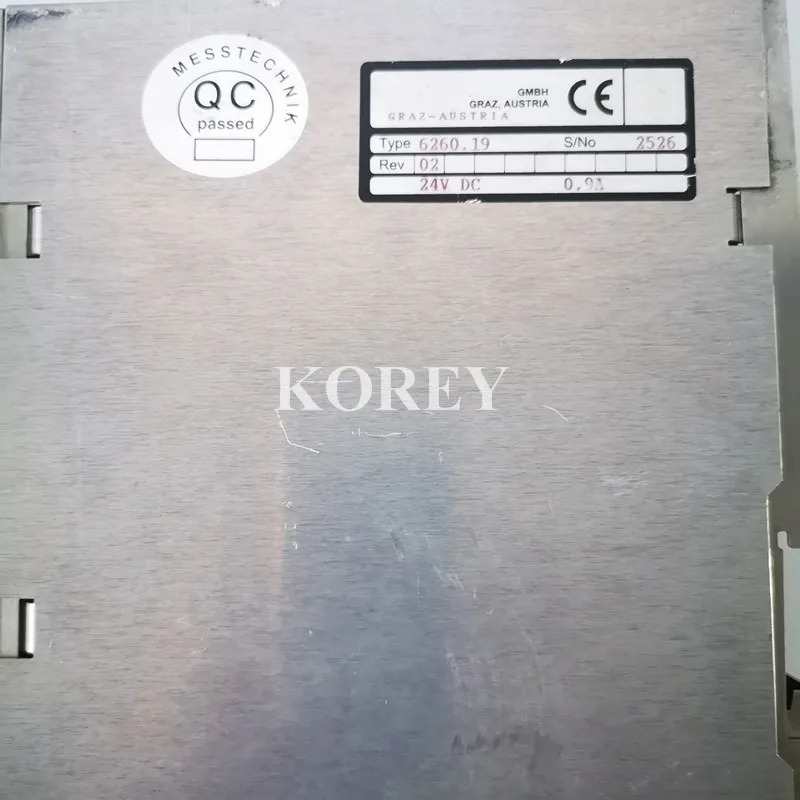 MESSTECHNIK
QC
passed
GMBH
GRAZ, AUSTRIA
CE
GRAZ-AUSTRIA
Type 6260.19 S/No 2526
Rev 02
24V DC 0,9A
KOREY